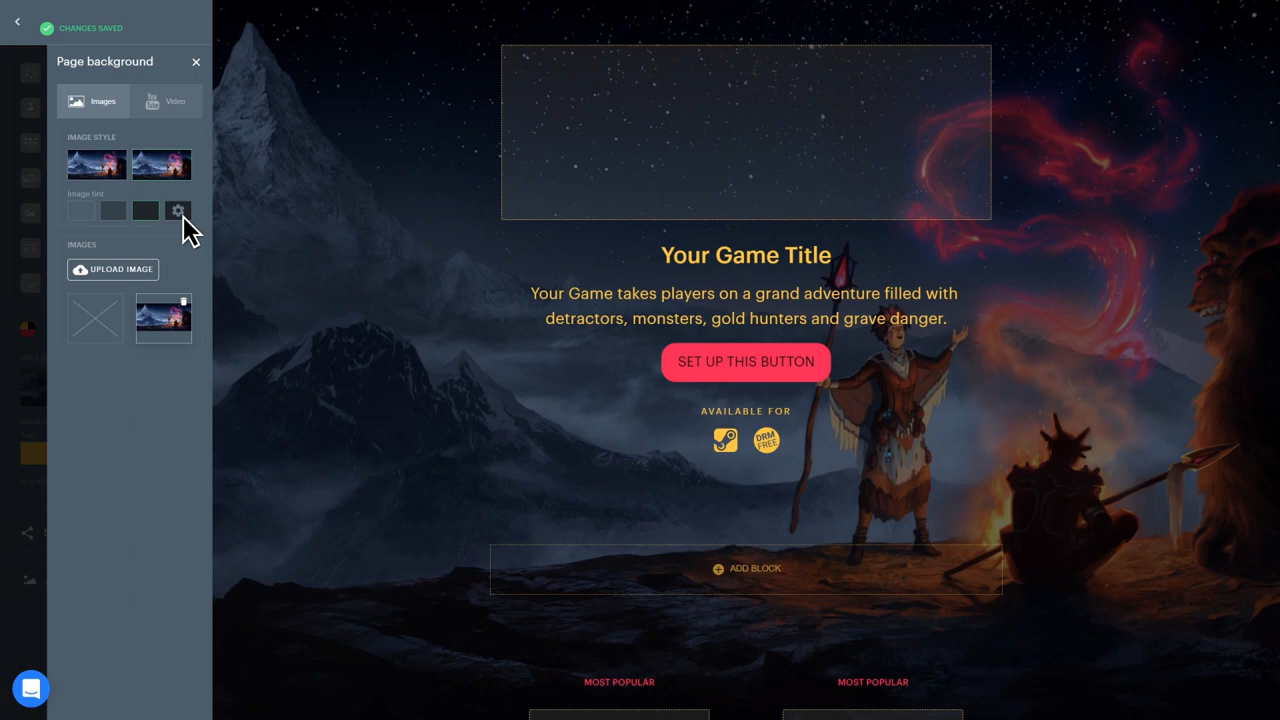 CHANGES SAVED
Page background
Images
You Tube
Video
IMAGE STYLE
Image tint
IMAGES
UPLOAD IMAGE
Your Game Title
Your Game takes players on a grand adventure filled with
detractors, monsters, gold hunters and grave danger.
SET UP THIS BUTTON
AVAILABLE FOR
DRM
FREE
ADD BLOCK
MOST POPULAR
MOST POPULAR